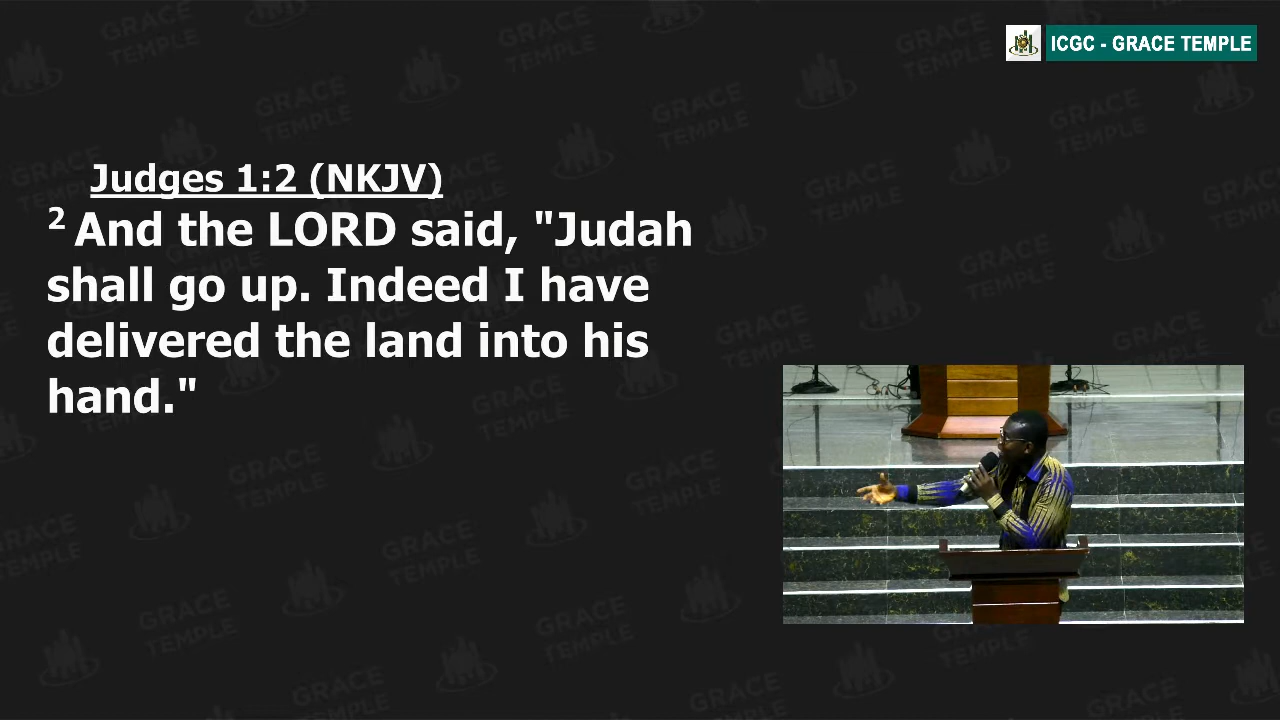 ICGC - GRACE TEMPLE
Judges 1:2 (NKJV)
2 And the LORD said, "Judah
shall go up. Indeed I have
delivered the land into his
hand."